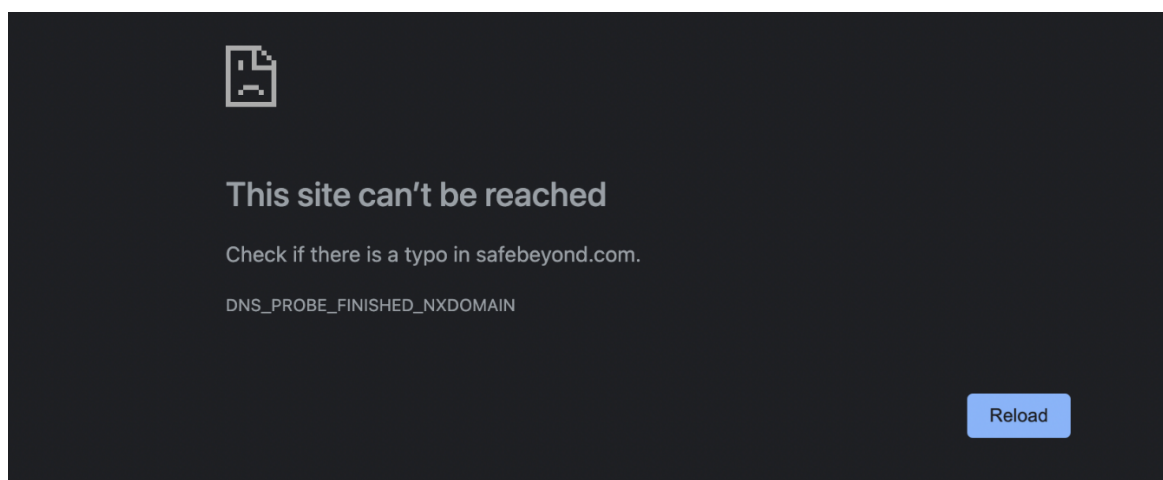 This site can’t be reached
Check if there is a typo in safebeyond.com.
DNS_PROBE_FINISHED_NXDOMAIN
Reload